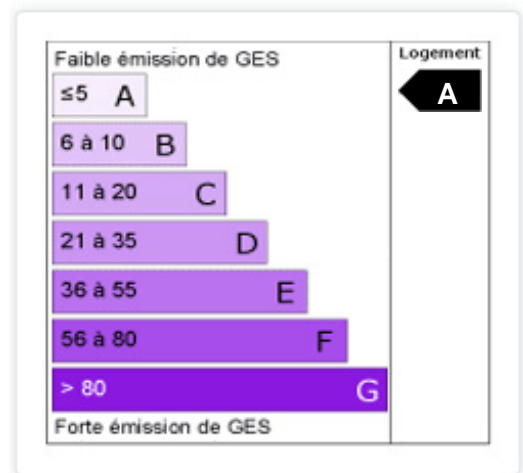 Faible émission de GES
Logement
≤5 A
A
6 à 10 B
11 à 20 C
21 à 35 D
36 à 55 E
56 à 80 F
> 80 G
Forte émission de GES